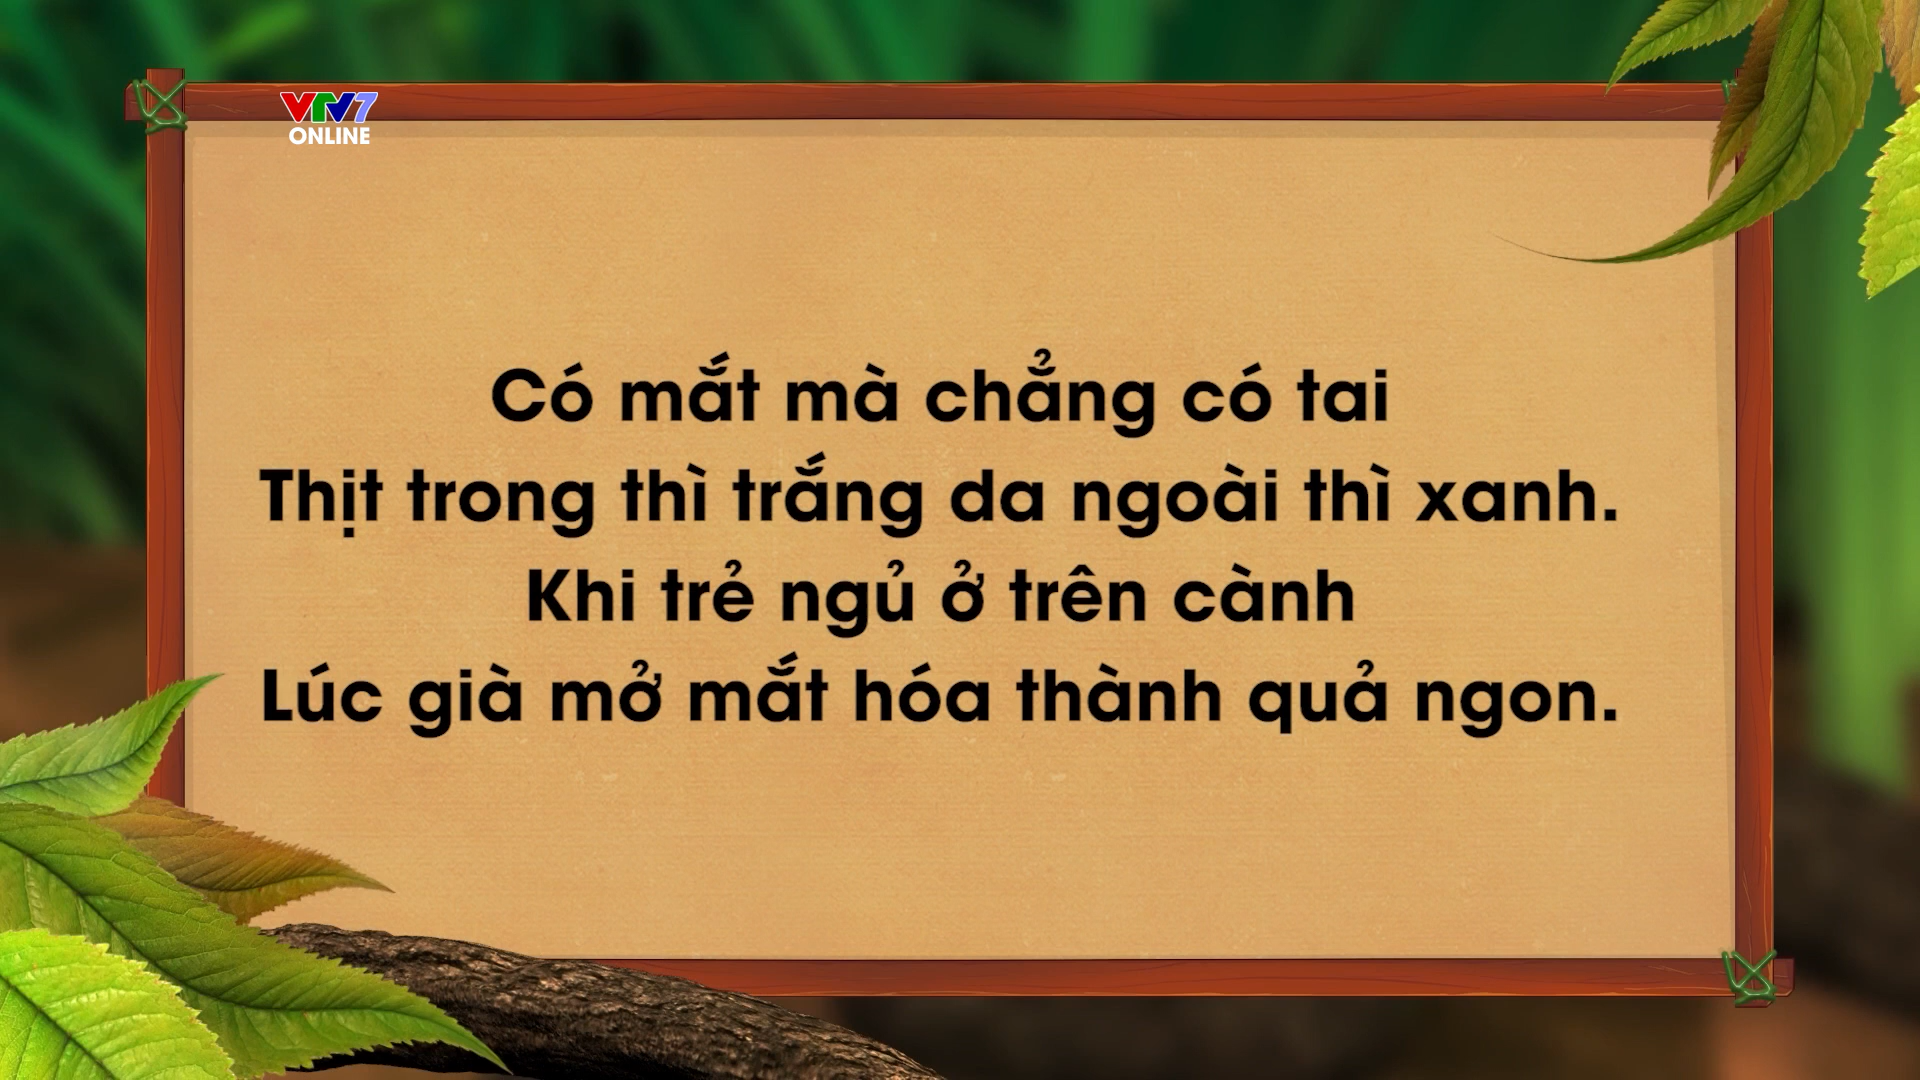 VTV7
ONLINE
Có mắt mà chẳng có tai
Thịt trong thì trắng da ngoài thì xanh.
Khi trẻ ngủ ở trên cành
Lúc già mở mắt hóa thành quả ngon.